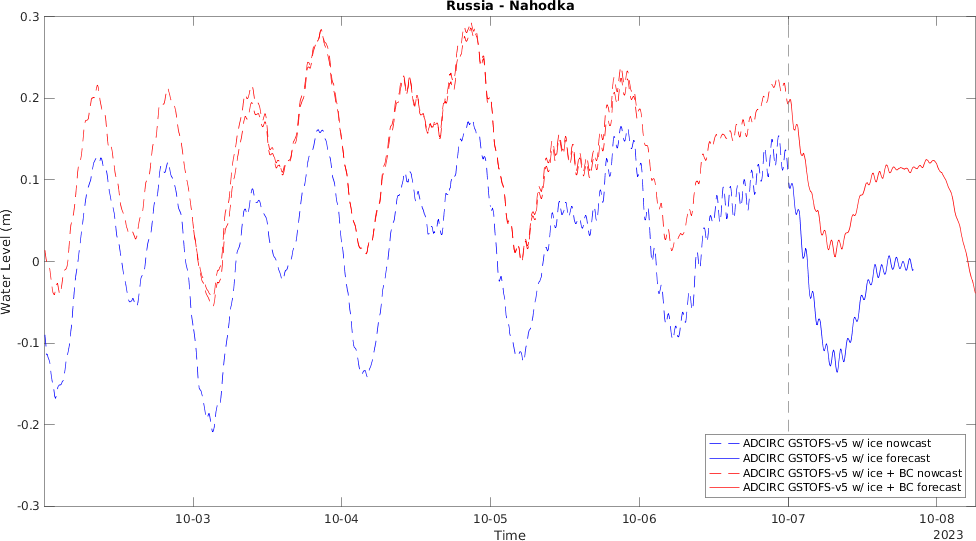 Russia - Nahodka
0.3
0.2
0.1
0
-0.1
-0.2
-0.3
Water Level (m)
10-03
10-04
10-05
10-06
10-07
10-08
Time
2023
ADCIRC GSTOFS-v5 w/ ice nowcast
ADCIRC GSTOFS-v5 w/ ice forecast
ADCIRC GSTOFS-v5 w/ ice + BC nowcast
ADCIRC GSTOFS-v5 w/ ice + BC forecast